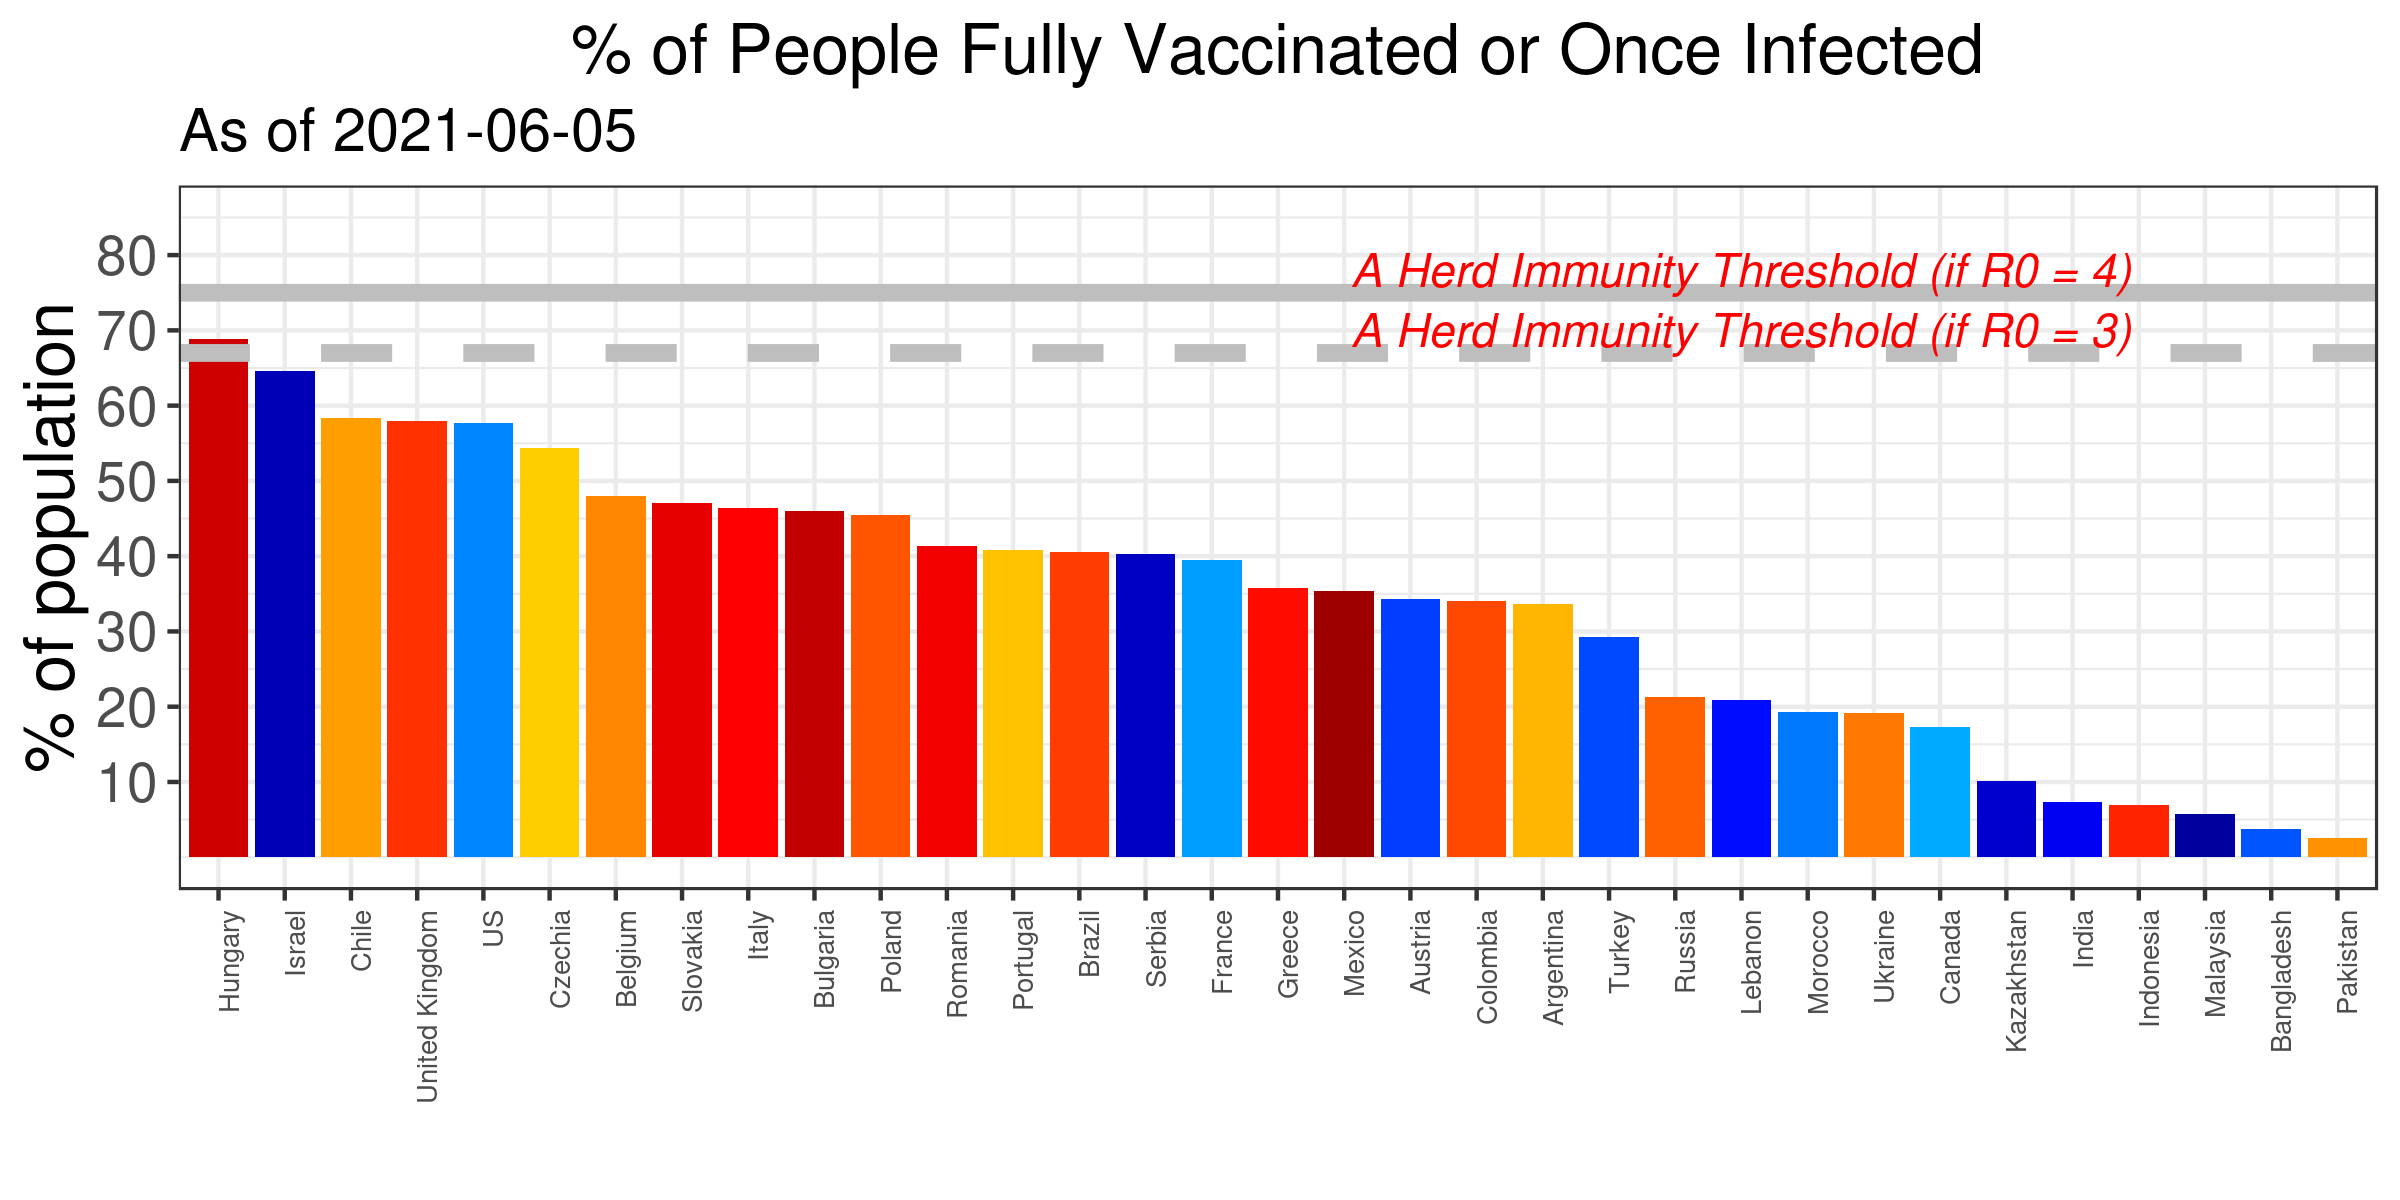 % of People Fully Vaccinated or Once Infected
As of 2021-06-05
% of population
80
70
60
50
40
30
20
10
A Herd Immunity Threshold (if R0 = 4)
A Herd Immunity Threshold (if R0 = 3)
Hungary
Israel
Chile
United Kingdom
US
Czechia
Belgium
Slovakia
Italy
Bulgaria
Poland
Romania
Portugal
Brazil
Serbia
France
Greece
Mexico
Austria
Colombia
Argentina
Turkey
Russia
Lebanon
Morocco
Ukraine
Canada
Kazakhstan
India
Indonesia
Malaysia
Bangladesh
Pakistan